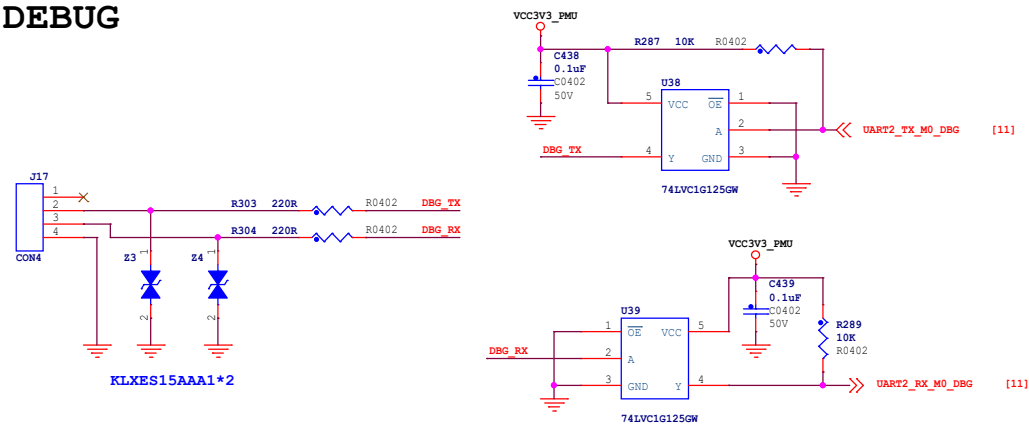 DEBUG
VCC3V3_PMU
R287 10K R0402
C438
0.1uF
C0402
50V
U38
5 VCC OE 1
A 2
UART2_TX_M0_DBG [11]
DBG_TX 4 Y GND 3
74LVC1G125GW
J17
1
2
3
4
CON4
R303 220R R0402 DBG_TX
R304 220R R0402 DBG_RX
Z3 1
2
Z4 1
2
KLXES15AAA1*2
VCC3V3_PMU
C439
0.1uF
C0402
50V
U39
1 OE VCC 5
DBG_RX 2 A
3 GND Y 4
R289
10K
R0402
UART2_RX_M0_DBG [11]
74LVC1G125GW